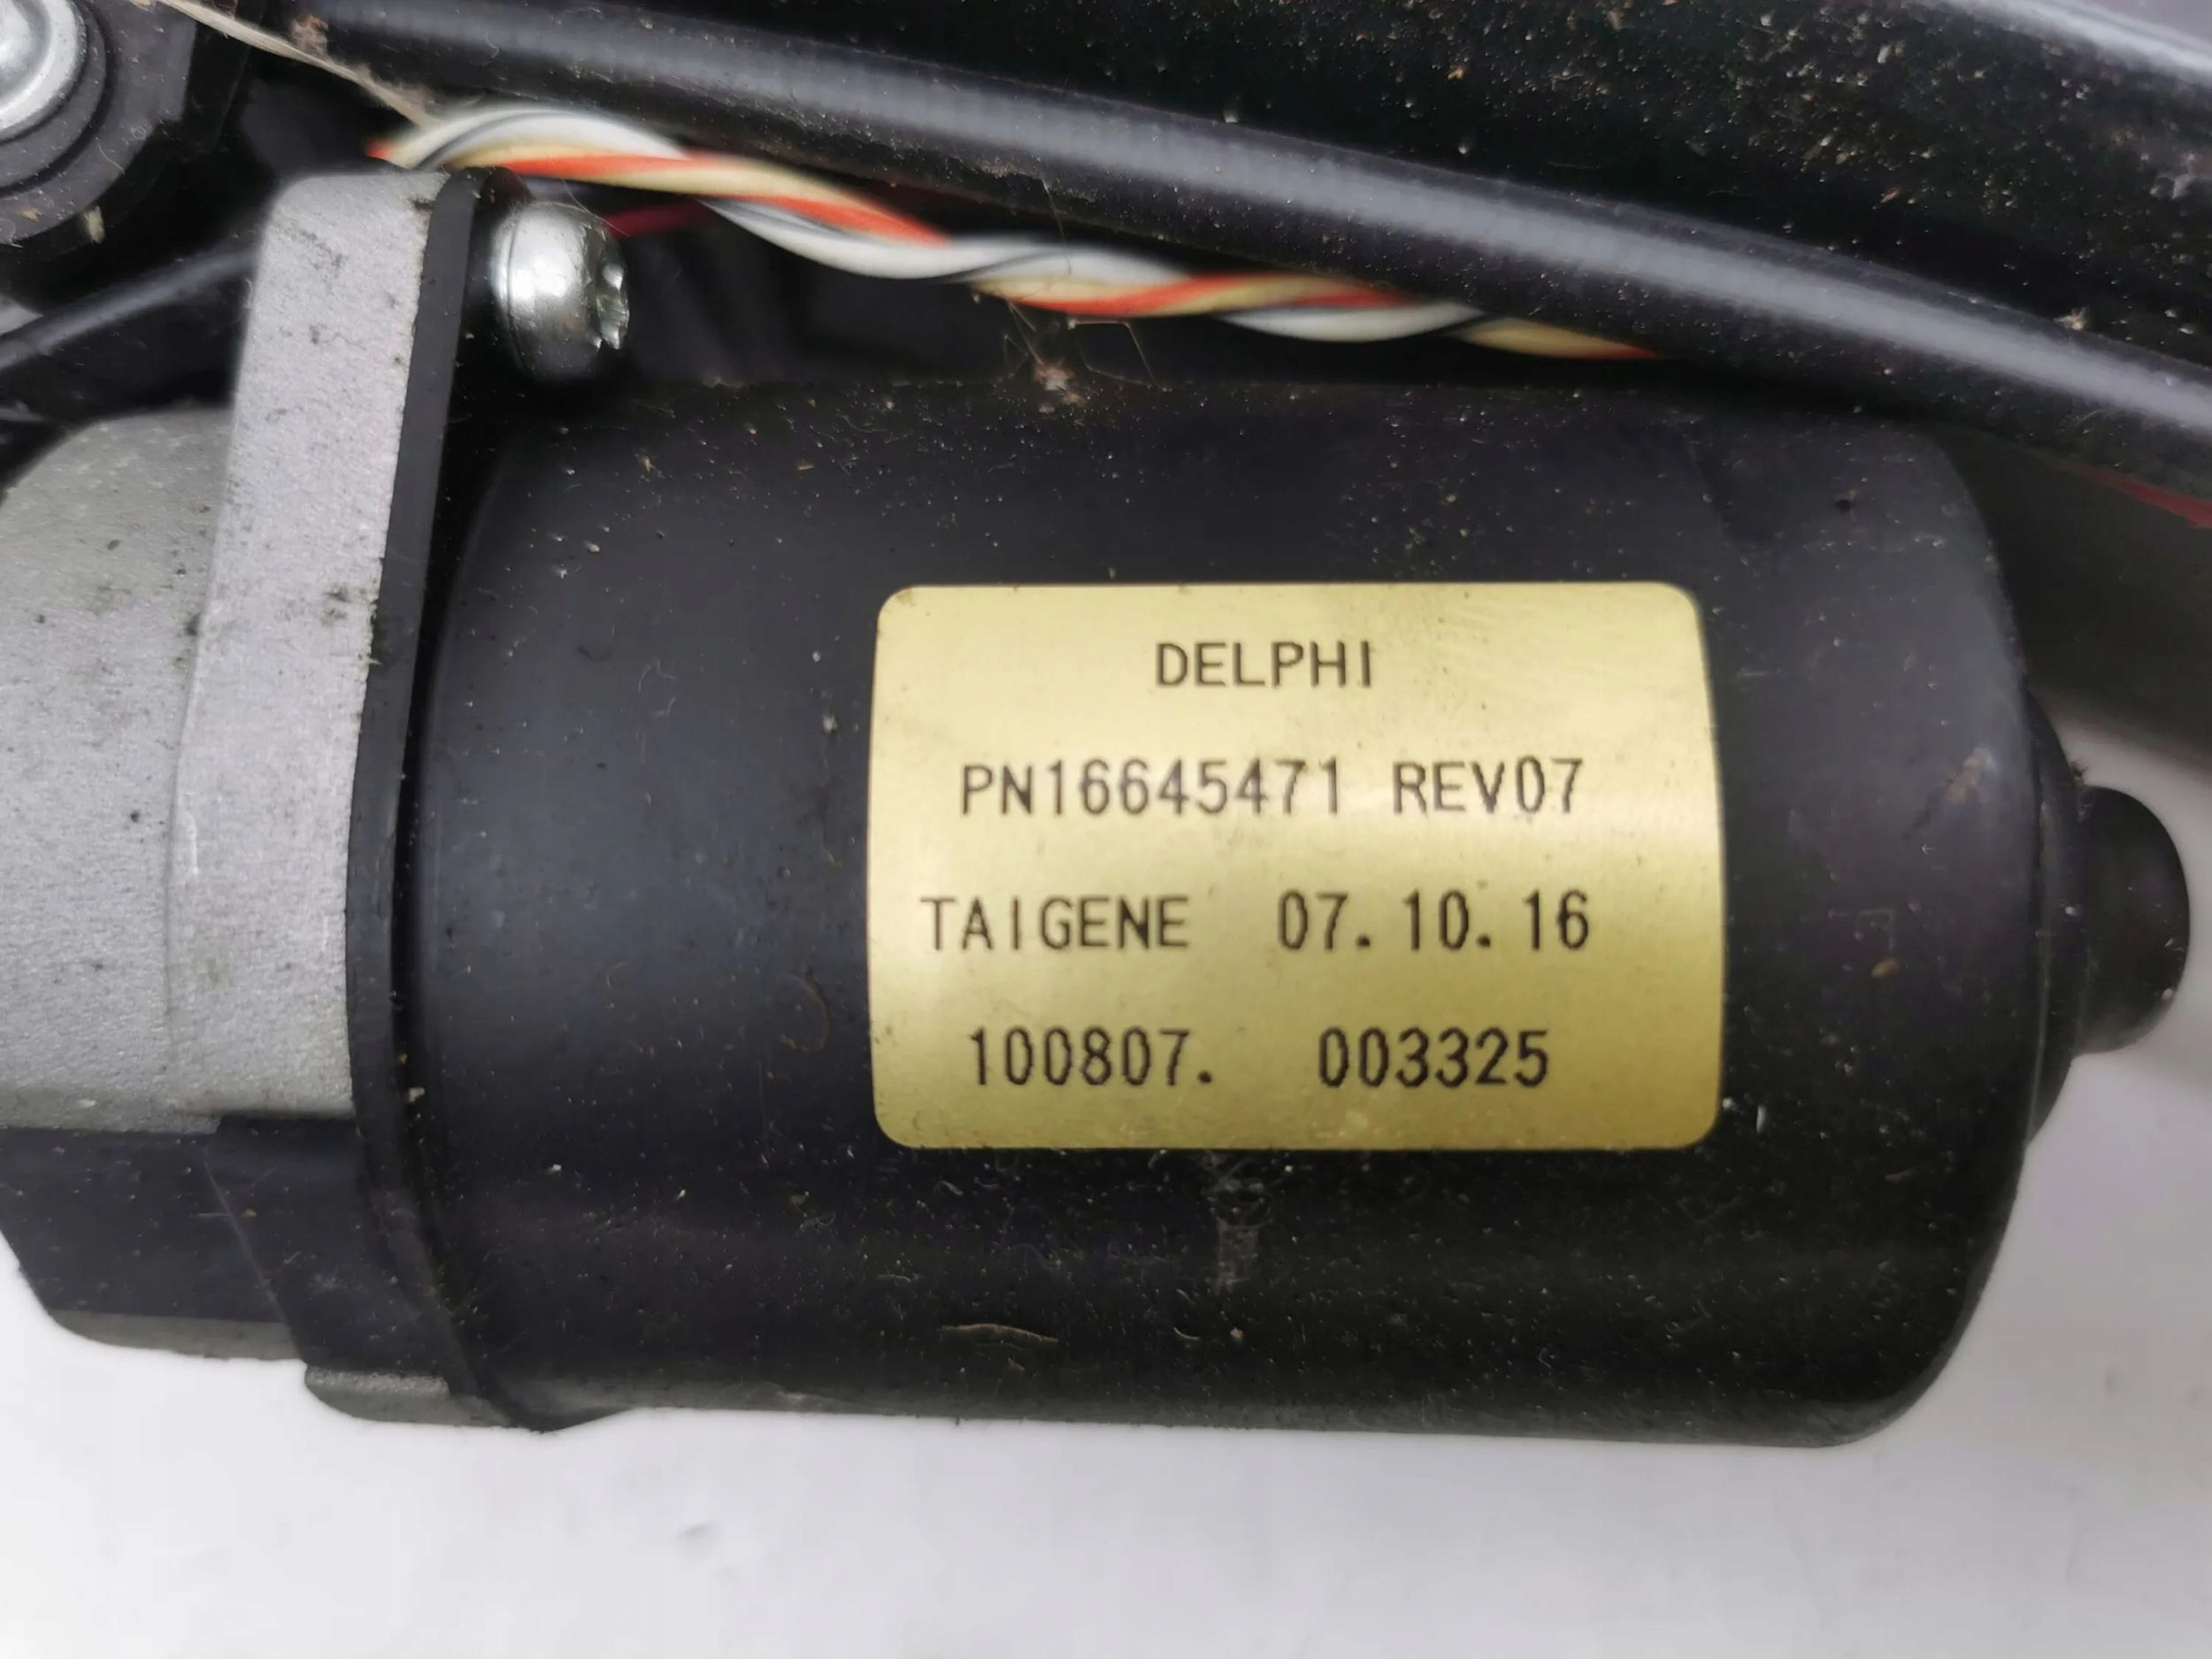 DELPHI
PN16645471 REV07
TAIGENE 07.10.16
100807. 003325